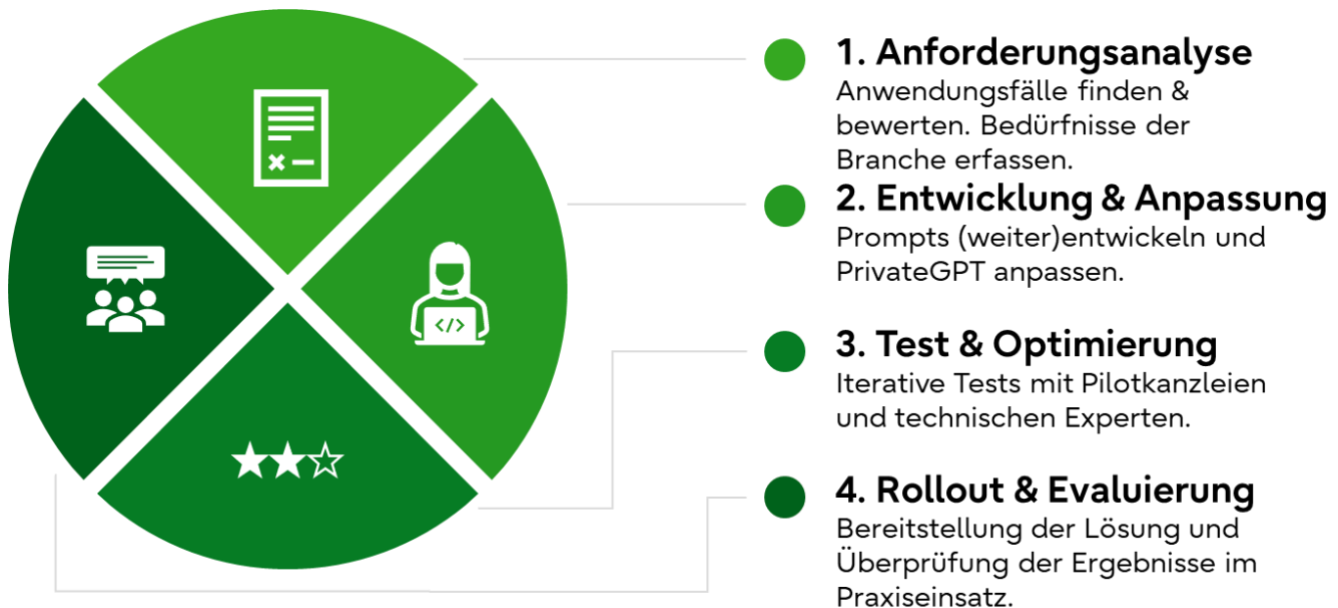 1. Anforderungsanalyse
Anwendungsfälle finden &
bewerten. Bedürfnisse der
Branche erfassen.
2. Entwicklung & Anpassung
Prompts (weiter)entwickeln und
PrivateGPT anpassen.
3. Test & Optimierung
Iterative Tests mit Pilotkanzleien
und technischen Experten.
4. Rollout & Evaluierung
Bereitstellung der Lösung und
Überprüfung der Ergebnisse im
Praxiseinsatz.